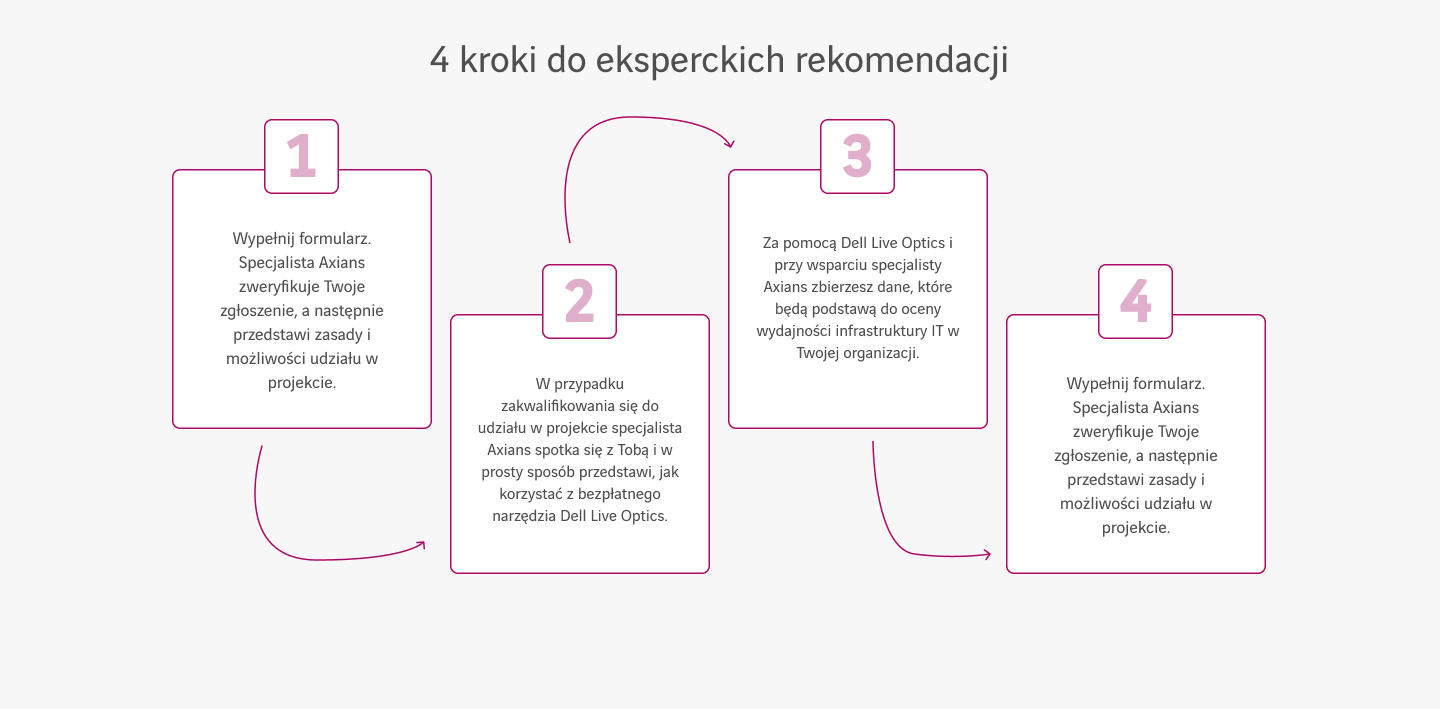 4 kroki do eksperckich rekomendacji
1
Wypełnij formularz.
Specjalista Axians
zweryfikuje Twoje
zgłoszenie, a następnie
przedstawi zasady i
możliwości udziału w
projekcie.
2
W przypadku
zakwalifikowania się do
udziału w projekcie specjalista
Axians spotka się z Tobą i w
prosty sposób przedstawi, jak
korzystać z bezpłatnego
narzędzia Dell Live Optics.
3
Za pomocą Dell Live Optics i
przy wsparciu specjalisty
Axians zbierzesz dane, które
będą podstawą do oceny
wydajności infrastruktury IT w
Twojej organizacji.
4
Wypełnij formularz.
Specjalista Axians
zweryfikuje Twoje
zgłoszenie, a następnie
przedstawi zasady i
możliwości udziału w
projekcie.